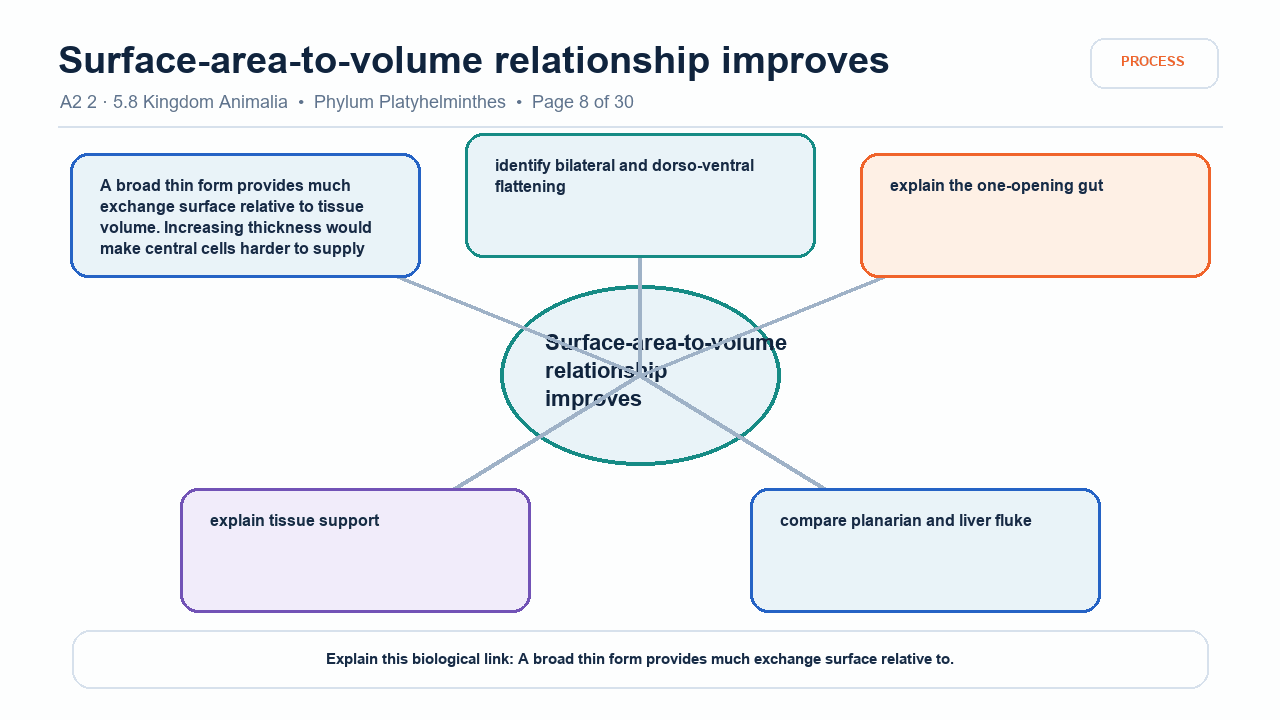 Surface-area-to-volume relationship improves
PROCESS
A2 2 · 5.8 Kingdom Animalia • Phylum Platyhelminthes • Page 8 of 30
A broad thin form provides much
exchange surface relative to tissue
volume. Increasing thickness would
make central cells harder to supply
identify bilateral and dorso-ventral
flattening
explain the one-opening gut
Surface-area-to-volume
relationship
improves
explain tissue support
compare planarian and liver fluke
Explain this biological link: A broad thin form provides much exchange surface relative to.